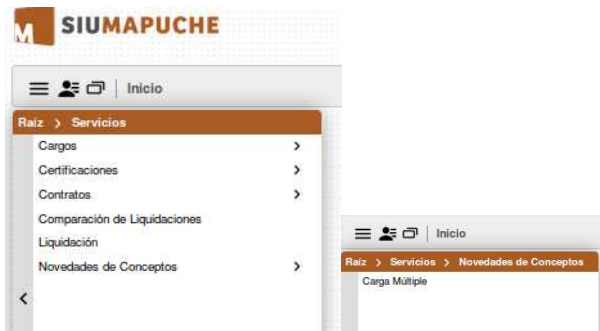 SIUMAPUCHE
Inicio
Raíz > Servicios
Cargos
Certificaciones
Contratos
Comparación de Liquidaciones
Liquidación
Novedades de Conceptos
Inicio
Raíz > Servicios > Novedades de Conceptos
Carga Múltiple